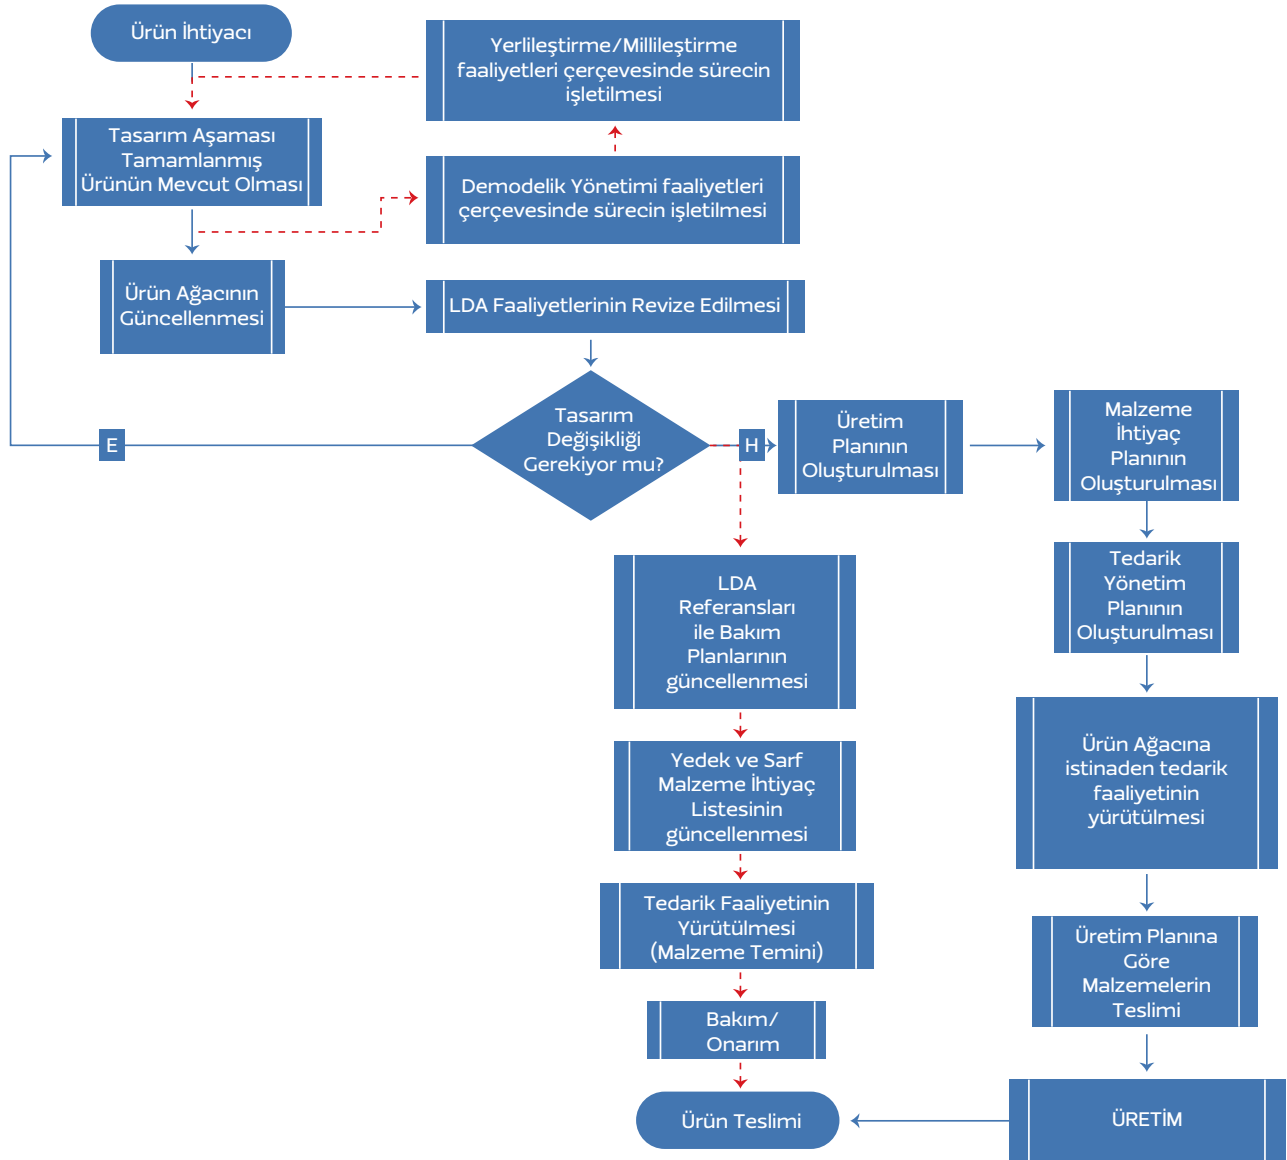 Ürün İhtiyacı
Yerlileştirme/Millileştirme
faaliyetleri çerçevesinde sürecin
işletilmesi
Tasarım Aşaması
Tamamlanmış
Ürünün Mevcut Olması
Demodelik Yönetimi faaliyetleri
çerçevesinde sürecin işletilmesi
Ürün Ağacının
Güncellenmesi
LDA Faaliyetlerinin Revize Edilmesi
Tasarım
Değişikliği
Gerekiyor mu?
E
H
Üretim
Planının
Oluşturulması
Malzeme
İhtiyaç
Planının
Oluşturulması
Tedarik
Yönetim
Planının
Oluşturulması
LDA
Referansları
ile Bakım
Planlarının
güncellenmesi
Ürün Ağacına
istinaden tedarik
faaliyetinin
yürütülmesi
Yedek ve Sarf
Malzeme İhtiyaç
Listesinin
güncellenmesi
Tedarik Faaliyetinin
Yürütülmesi
(Malzeme Temini)
Üretim Planına
Göre
Malzemelerin
Teslimi
Bakım/
Onarım
Ürün Teslimi
ÜRETİM